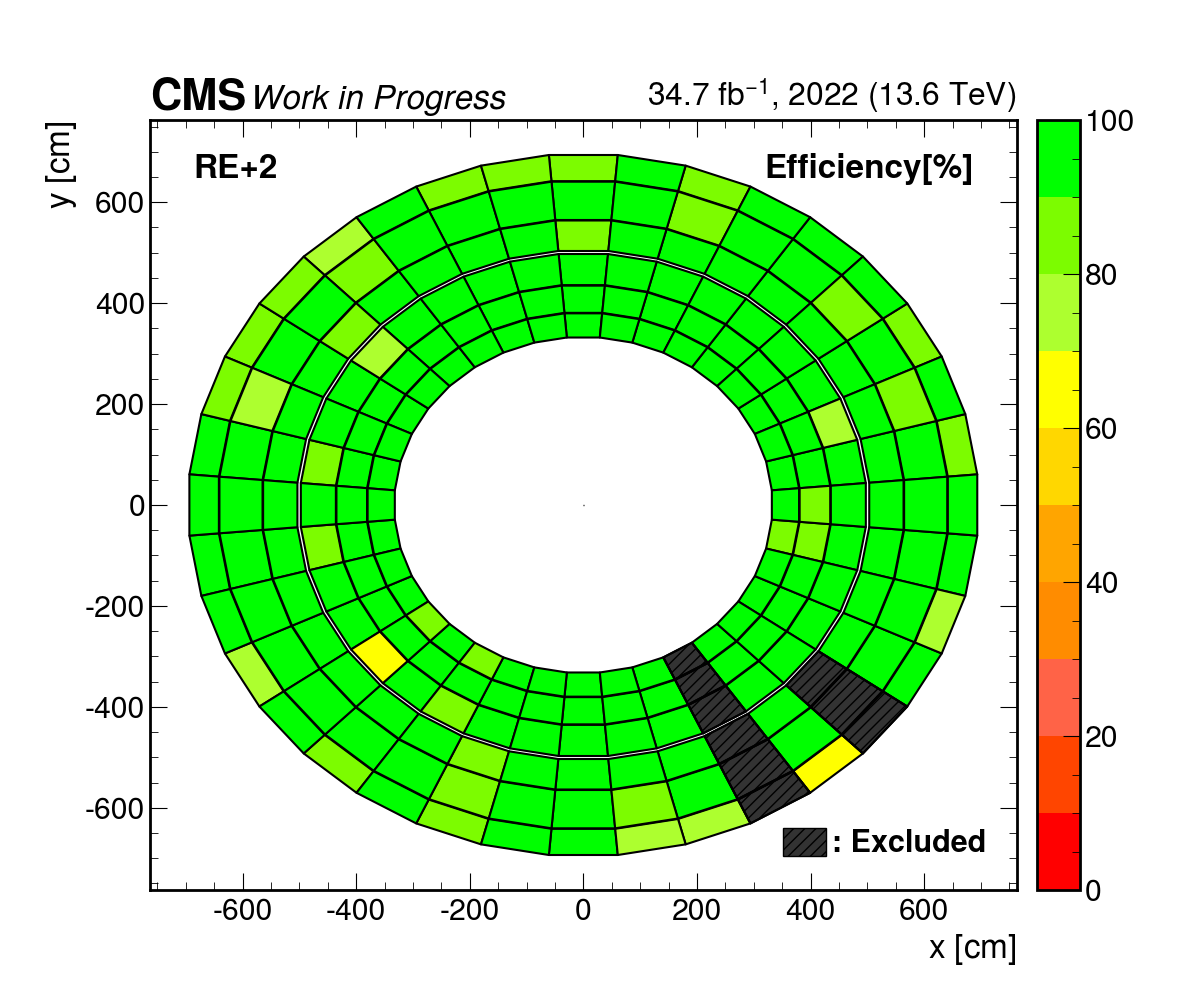 CMS Work in Progress 34.7 fb⁻¹, 2022 (13.6 TeV)
y [cm]
RE+2 Efficiency[%]
600
400
200
0
-200
-400
-600
: Excluded
-600 -400 -200 0 200 400 600
x [cm]
100
80
60
40
20
0